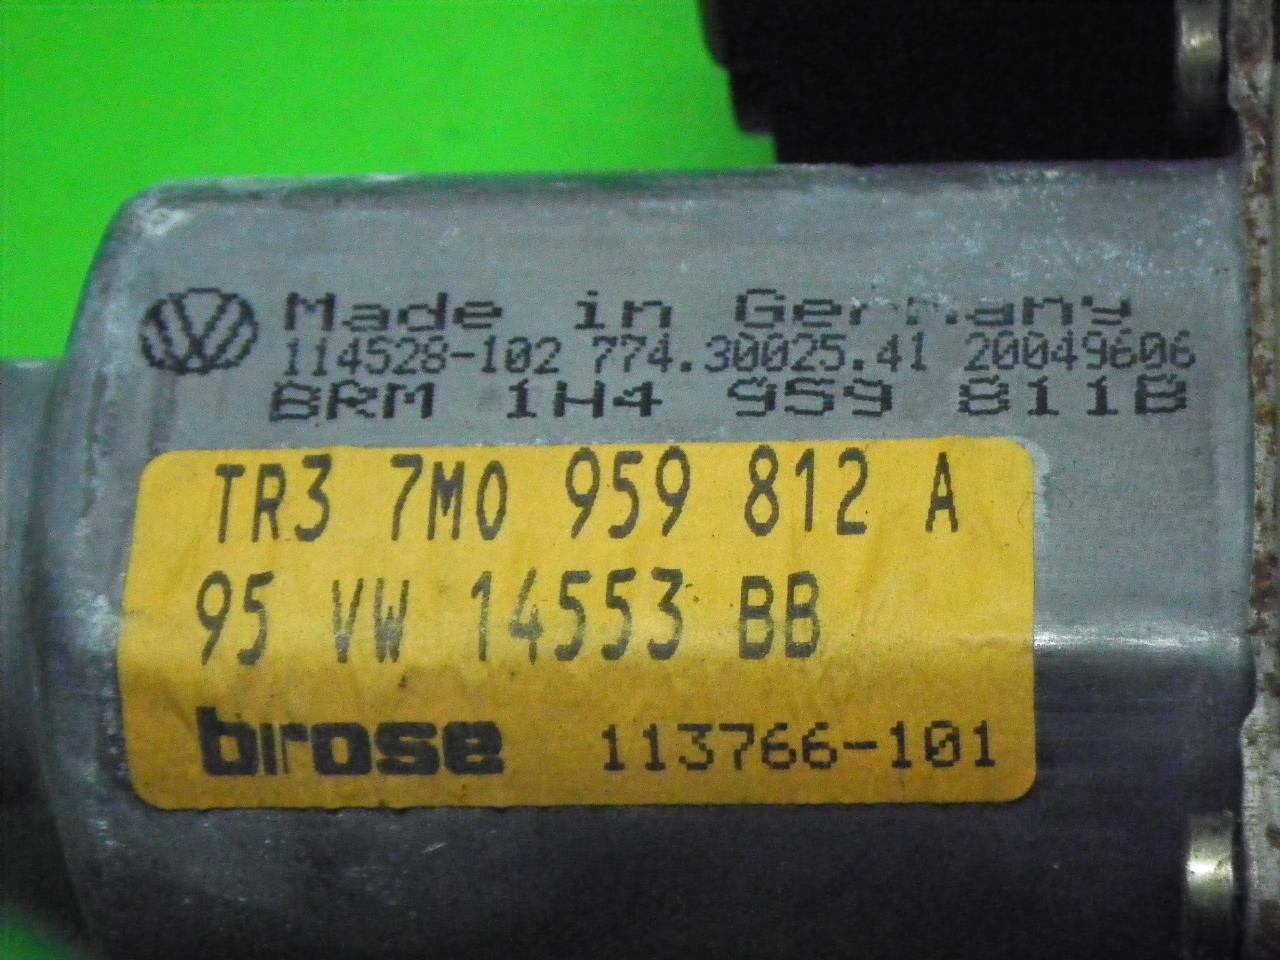 Made in Germany
114528-102 774.30025.41 20049606
BRM 1H4 959 811B
TR3 7M0 959 812 A
95 VW 14553 BB
brose 113766-101